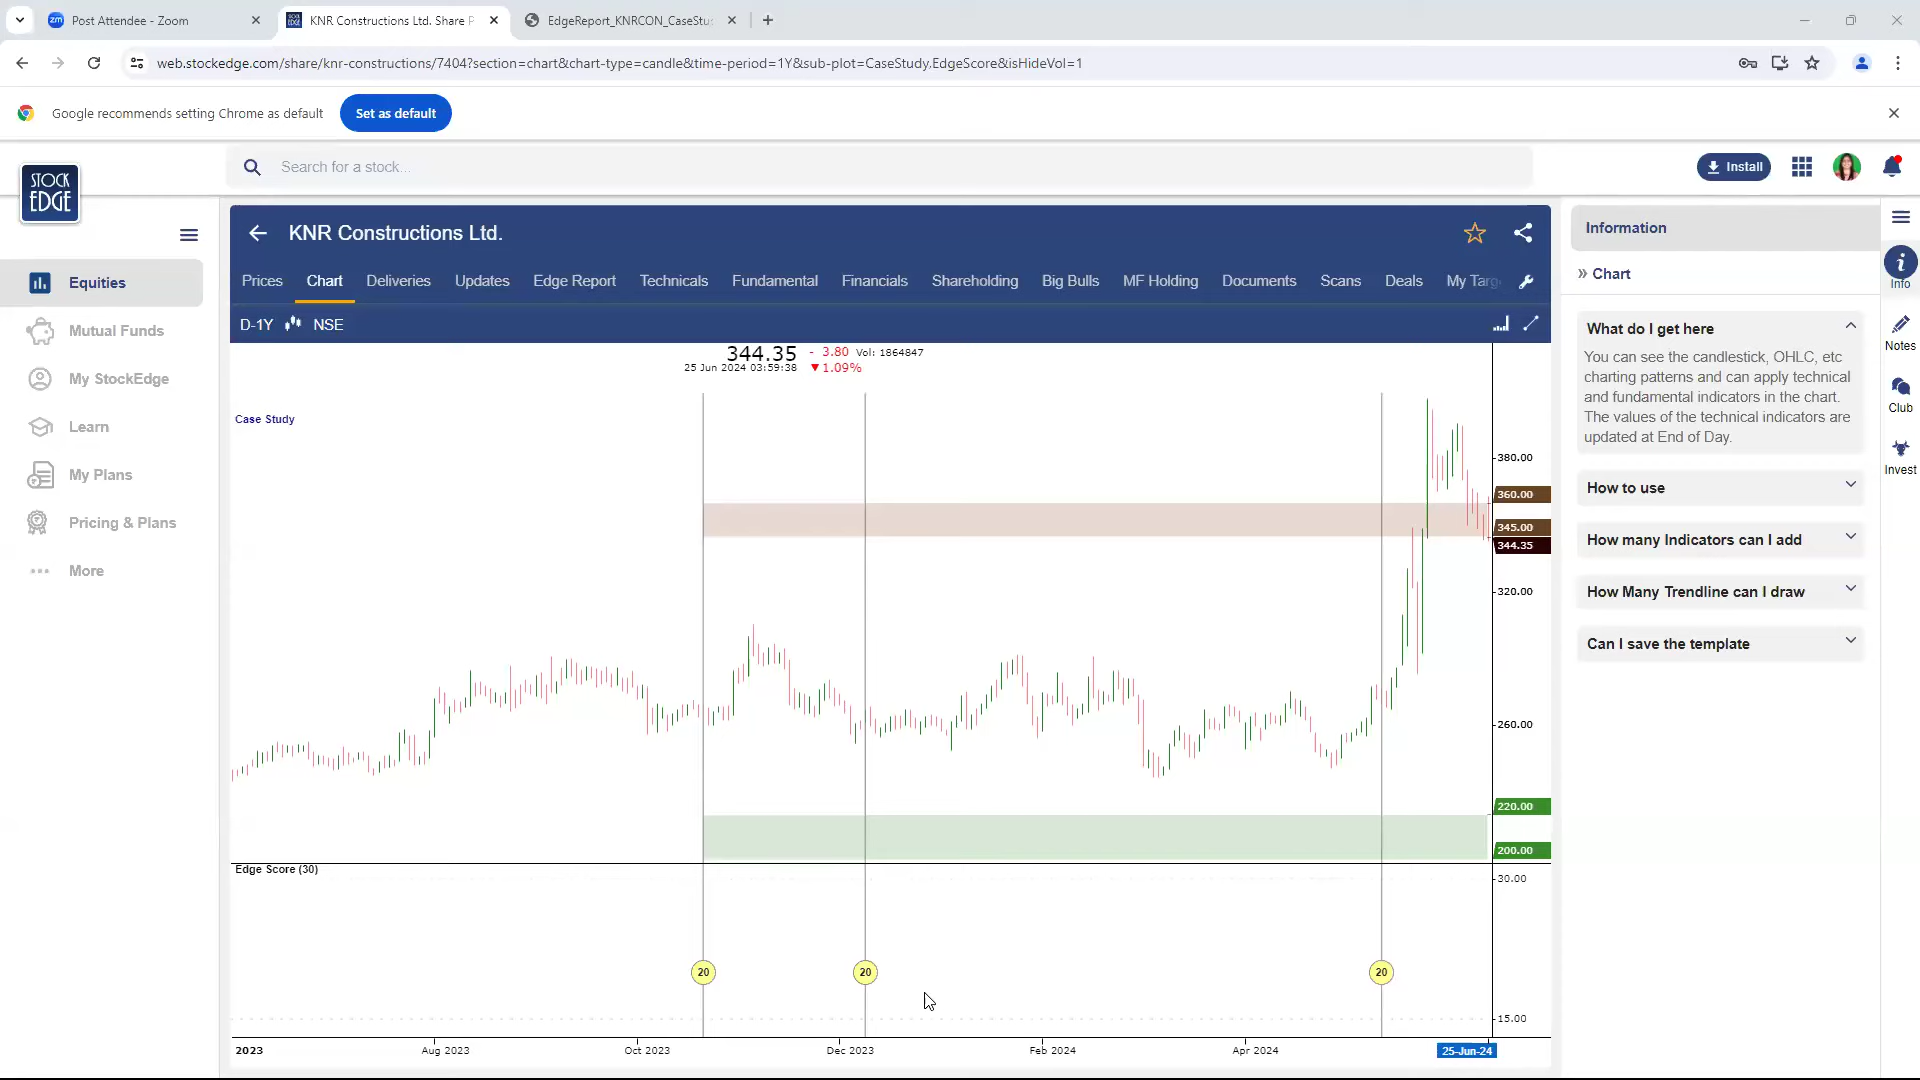 Post Attendee - Zoom
KNR Constructions Ltd. Share P
EdgeReport_KNRCON_CaseStu
web.stockedge.com/share/knr-constructions/7404?section=chart&chart-type=candle&time-period=1Y&sub-plot=CaseStudy.EdgeScore&isHideVol=1
Google recommends setting Chrome as default
Set as default
STOCK
EDGE
Search for a stock...
Install
Equities
Mutual Funds
My StockEdge
Learn
My Plans
Pricing & Plans
More
KNR Constructions Ltd.
Prices Chart Deliveries Updates Edge Report Technicals Fundamental Financials Shareholding Big Bulls MF Holding Documents Scans Deals My Targ
D-1Y NSE
344.35 - 3.80 Vol: 1864847
25 Jun 2024 03:59:38 ▼1.09%
Case Study
380.00
360.00
345.00
344.35
320.00
260.00
220.00
200.00
Edge Score (30)
30.00
20 20 20
15.00
2023 Aug 2023 Oct 2023 Dec 2023 Feb 2024 Apr 2024 25-Jun-24
Information
» Chart
What do I get here
You can see the candlestick, OHLC, etc
charting patterns and can apply technical
and fundamental indicators in the chart.
The values of the technical indicators are
updated at End of Day.
How to use
How many Indicators can I add
How Many Trendline can I draw
Can I save the template
Info
Notes
Club
Invest